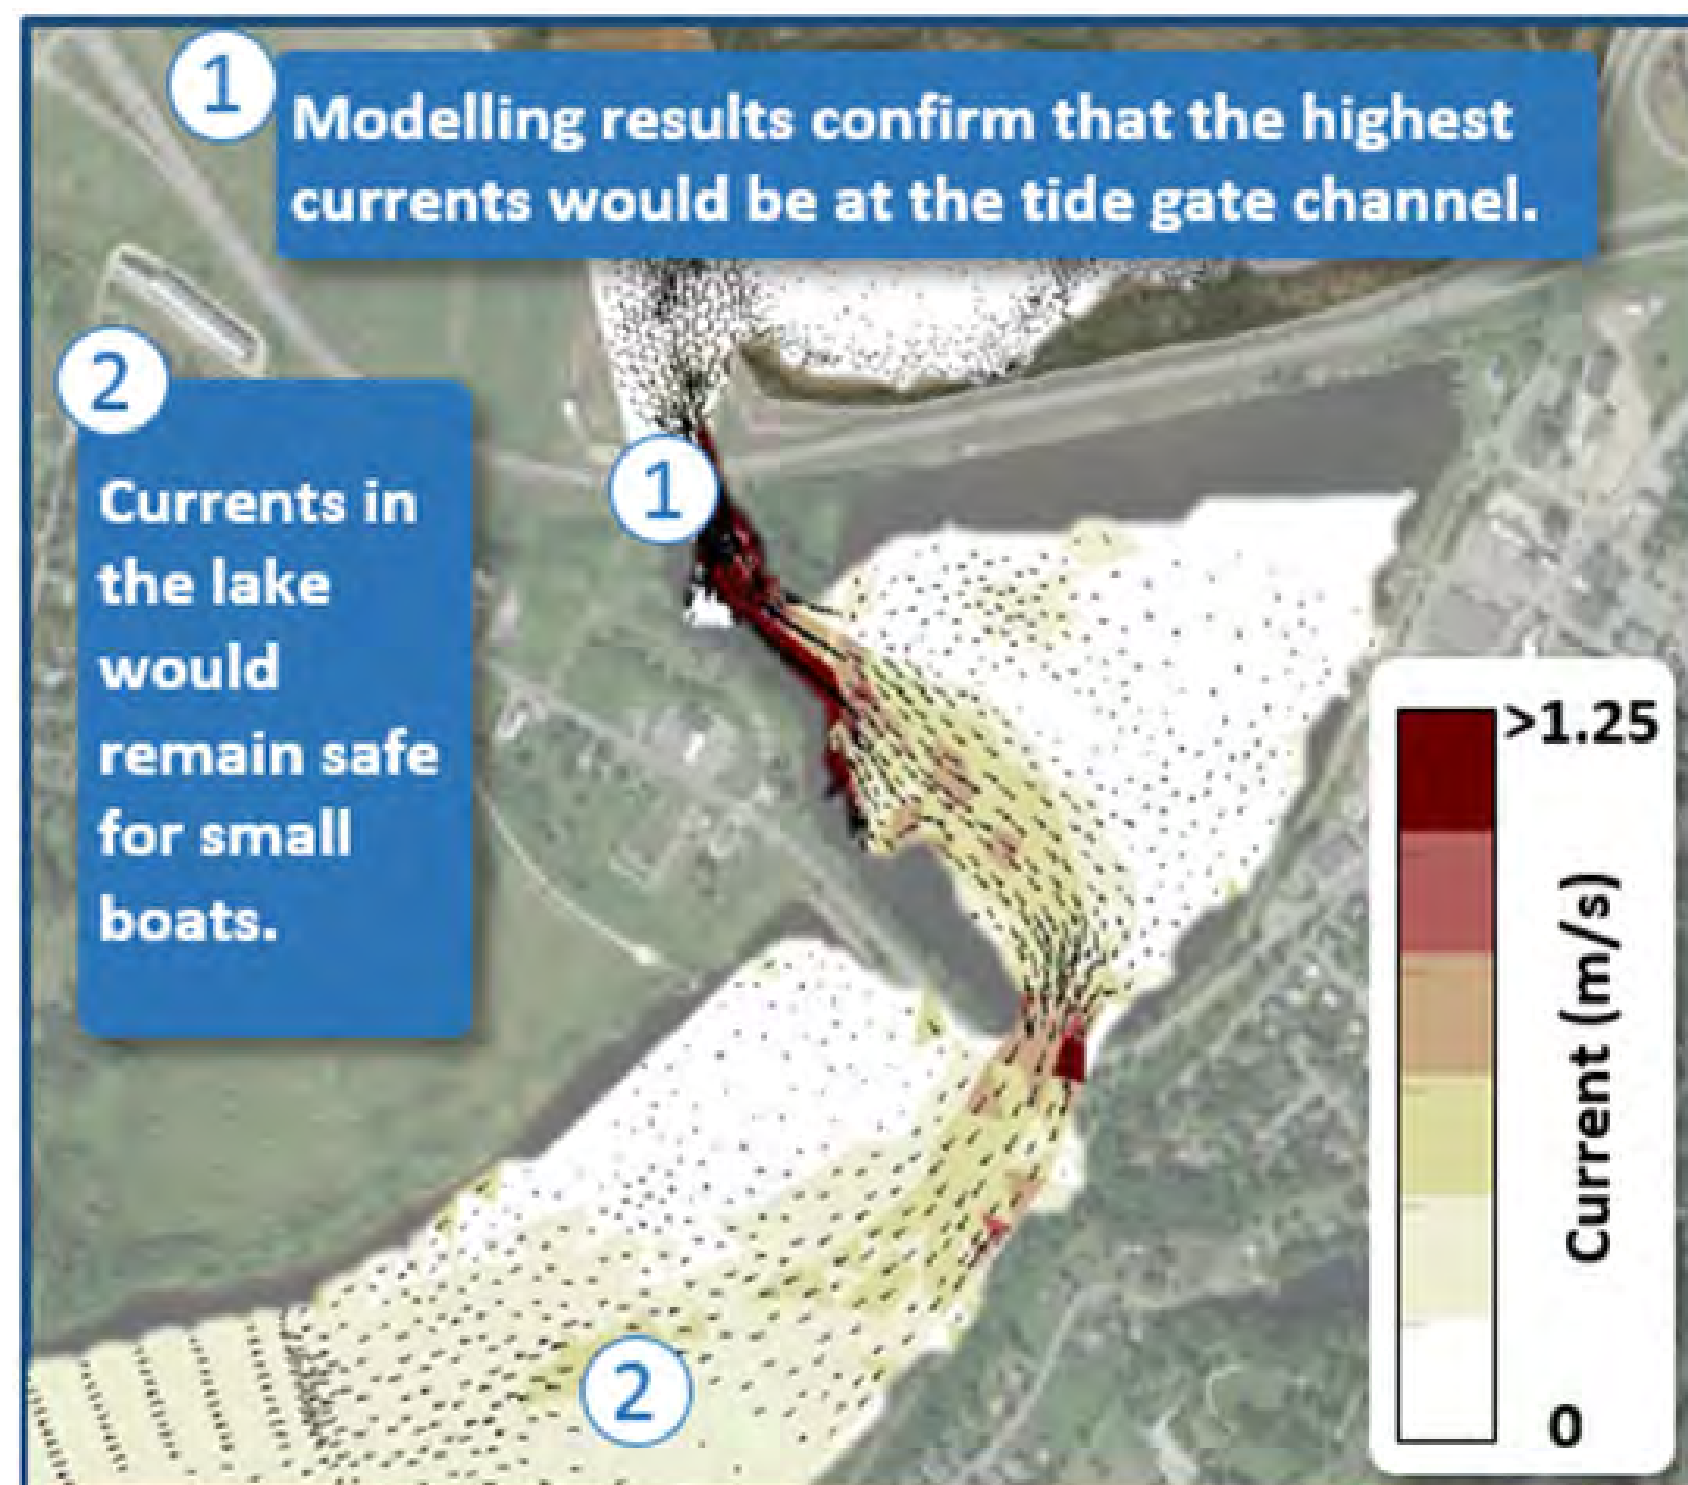 1
Modelling results confirm that the highest
currents would be at the tide gate channel.
2
Currents in
the lake
would
remain safe
for small
boats.
1
2
>1.25
Current (m/s)
0